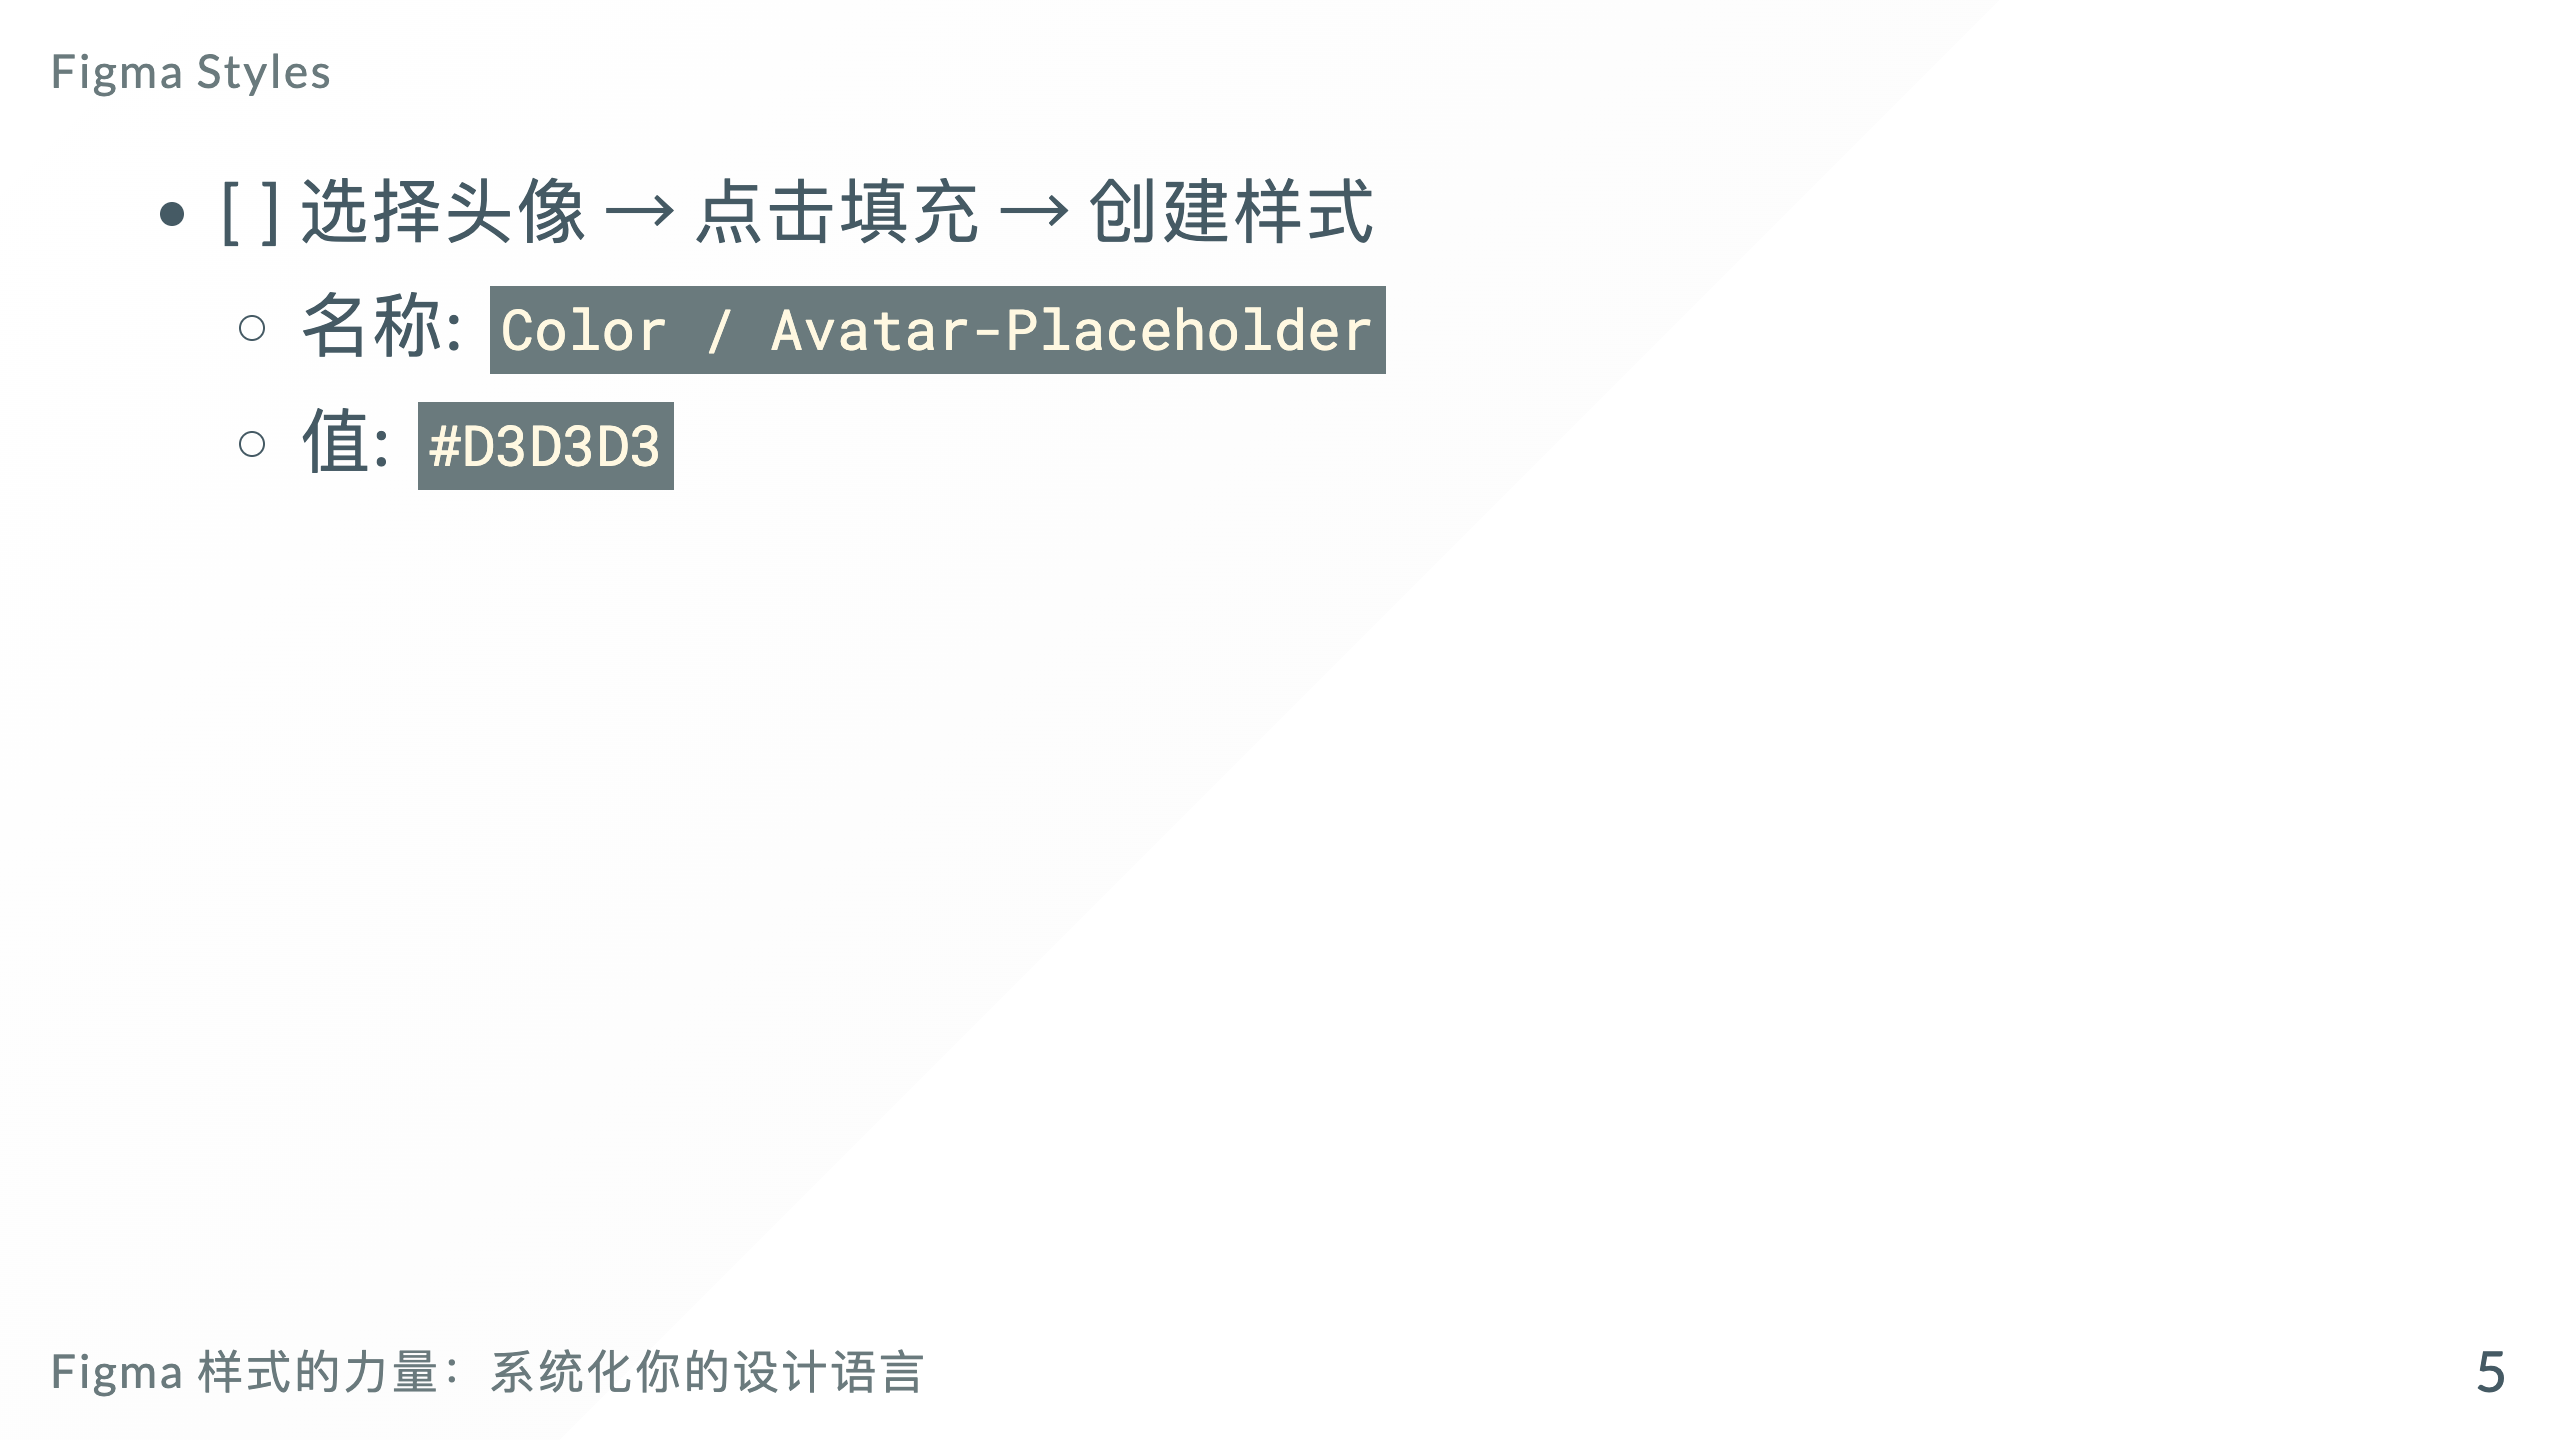 Figma Styles
• [ ] 选择头像 → 点击填充 → 创建样式
○ 名称: Color / Avatar-Placeholder
○ 值: #D3D3D3
Figma 样式的力量：系统化你的设计语言
5